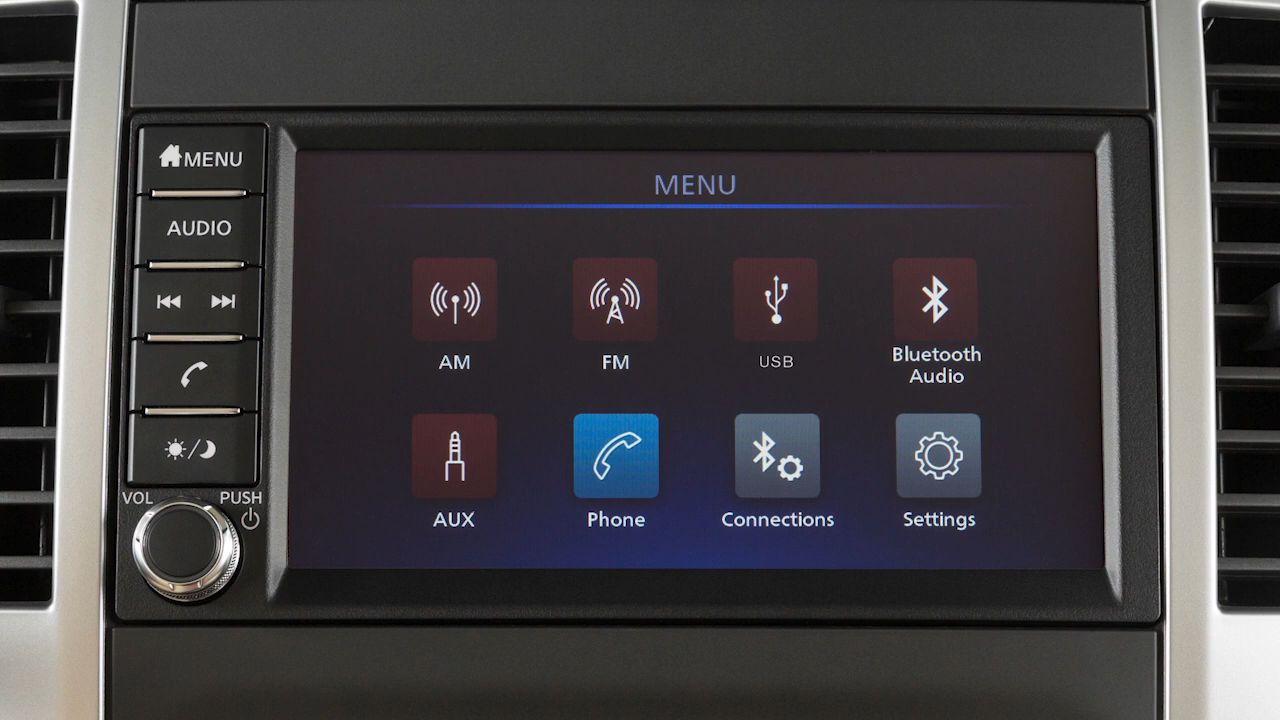 MENU
AUDIO
VOL
PUSH
MENU
AM
FM
USB
Bluetooth
Audio
AUX
Phone
Connections
Settings